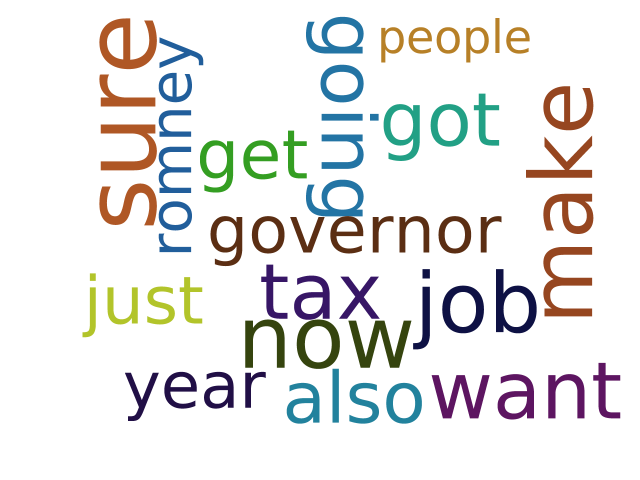 sure
romney
going
people
got
get
make
governor
just
tax
job
now
year
also
want